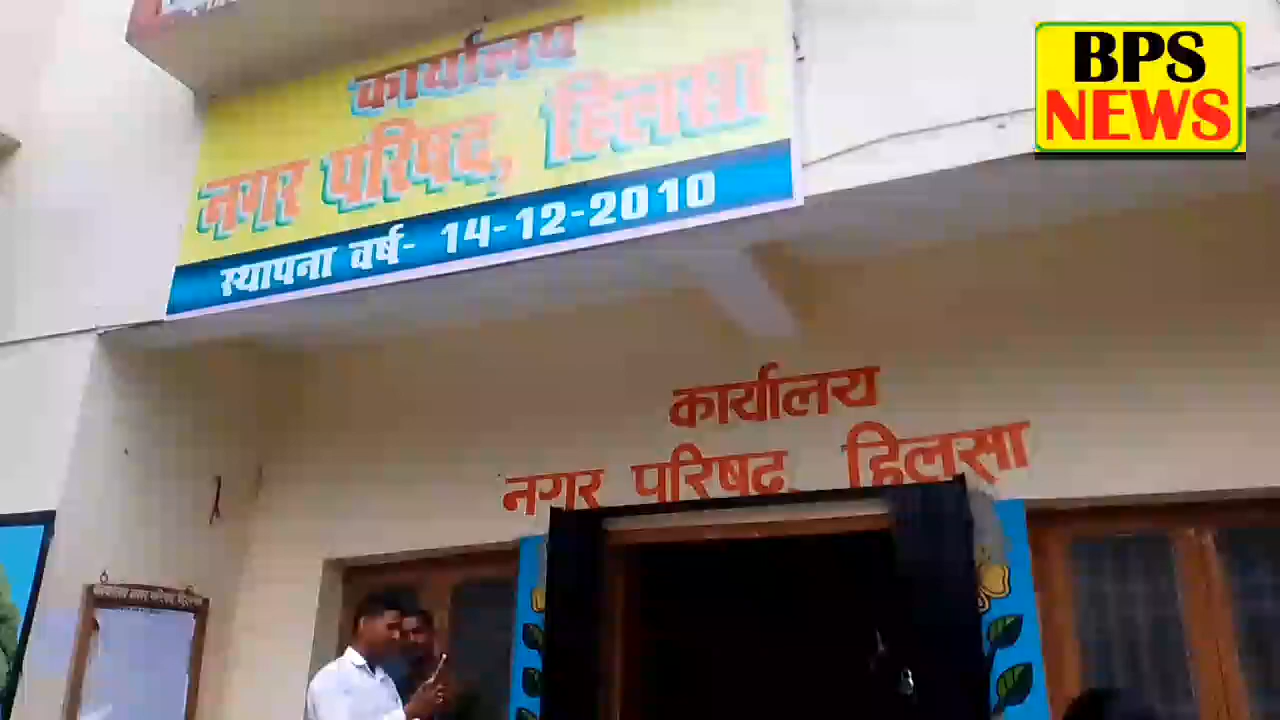 कार्यालय
नगर परिषद, हिलसा
स्थापना वर्ष- 14-12-2010
BPS
NEWS
कार्यालय
नगर परिषद हिलसा